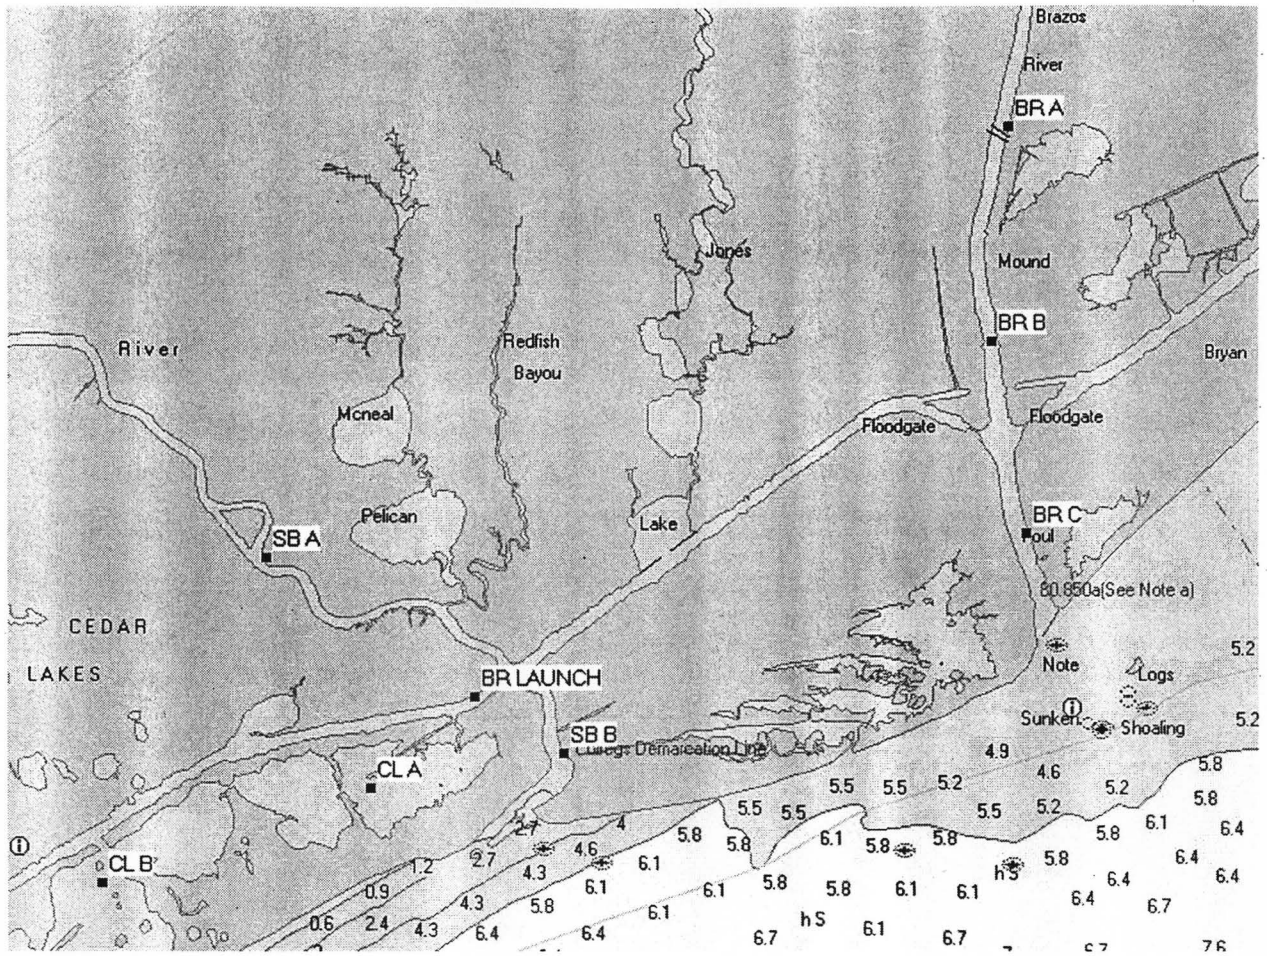 Brazos
River
BR A
Jones
Mound
BR B
River
Redfish
Bayou
Bryan
Mcneal
Floodgate
Floodgate
Pelican
Lake
BR C
SB A
80.850a(See Note a)
CEDAR
LAKES
5.2
Note
Logs
BR LAUNCH
Sunken
Shoaling
5.2
SB B
Demarcation Line
4.9
CL A
4.6
5.8
5.5
5.5
5.2
5.2
5.8
5.5
5.5
5.5
5.2
2.7
4
5.8
5.8
6.1
5.8
5.8
5.8
6.1
6.4
CL B
1.2
2.7
4.6
6.1
5.8
6.4
4.3
h S
6.4
6.4
0.9
6.1
6.1
5.8
5.8
6.1
6.1
6.4
6.7
4.3
5.8
6.1
h S
0.6
2.4
4.3
6.4
6.4
6.7
6.1
6.7
6.7
7.6